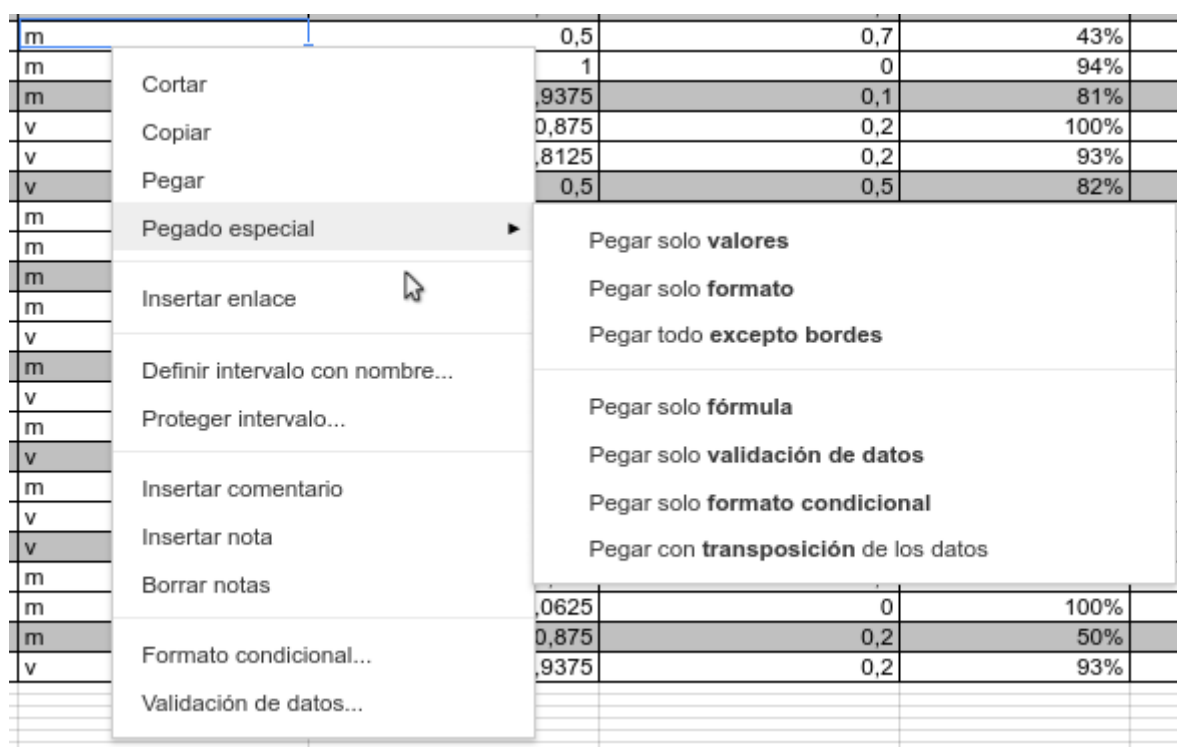 m 0,5 0,7 43%
m 1 0 94%
m ,9375 0,1 81%
v 0,875 0,2 100%
v ,8125 0,2 93%
v 0,5 0,5 82%
m
m
m
m
v
m
v
m
v
m
v
v
m
m ,0625 0 100%
m 0,875 0,2 50%
v ,9375 0,2 93%
Cortar
Copiar
Pegar
Pegado especial
Insertar enlace
Definir intervalo con nombre...
Proteger intervalo...
Insertar comentario
Insertar nota
Borrar notas
Formato condicional...
Validación de datos...
Pegar solo valores
Pegar solo formato
Pegar todo excepto bordes
Pegar solo fórmula
Pegar solo validación de datos
Pegar solo formato condicional
Pegar con transposición de los datos